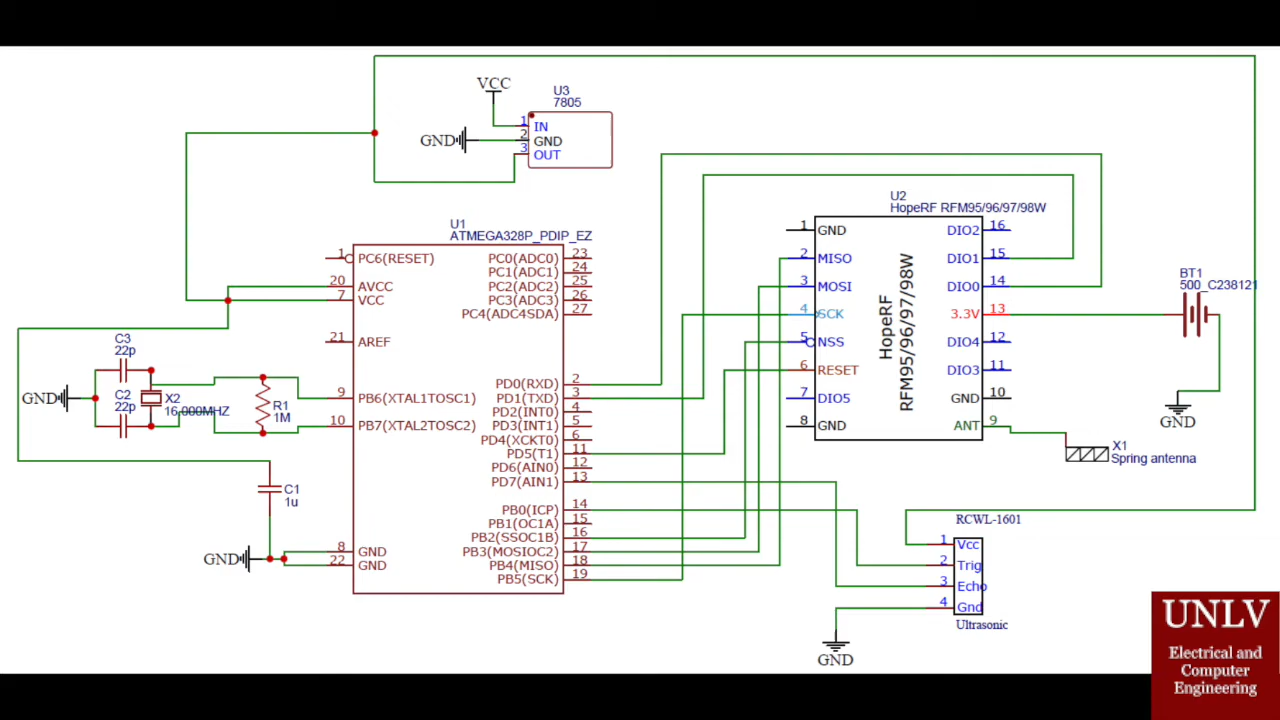 VCC
U3
7805
1 IN
GND 2 GND
3 OUT
U1
ATMEGA328P_PDIP_EZ
1 PC6(RESET)
20 AVCC
7 VCC
21 AREF
9 PB6(XTAL1TOSC1)
10 PB7(XTAL2TOSC2)
8 GND
22 GND
PC0(ADC0) 23
PC1(ADC1) 24
PC2(ADC2) 25
PC3(ADC3) 26
PC4(ADC4SDA) 27
PD0(RXD) 2
PD1(TXD) 3
PD2(INT0) 4
PD3(INT1) 5
PD4(XCKT0) 6
PD5(T1) 11
PD6(AIN0) 12
PD7(AIN1) 13
PB0(ICP) 14
PB1(OC1A) 15
PB2(SSOC1B) 16
PB3(MOSIOC2) 17
PB4(MISO) 18
PB5(SCK) 19
C3
22p
GND
C2
22p
X2
16.000MHZ
R1
1M
C1
1u
GND
U2
HopeRF RFM95/96/97/98W
1 GND
2 MISO
3 MOSI
4 SCK
5 NSS
6 RESET
7 DIO5
8 GND
HopeRF
RFM95/96/97/98W
DIO2 16
DIO1 15
DIO0 14
3.3V 13
DIO4 12
DIO3 11
GND 10
ANT 9
BT1
500_C238121
GND
X1
Spring antenna
RCWL-1601
1 Vcc
2 Trig
3 Echo
4 Gnd
Ultrasonic
GND
UNLV
Electrical and
Computer
Engineering